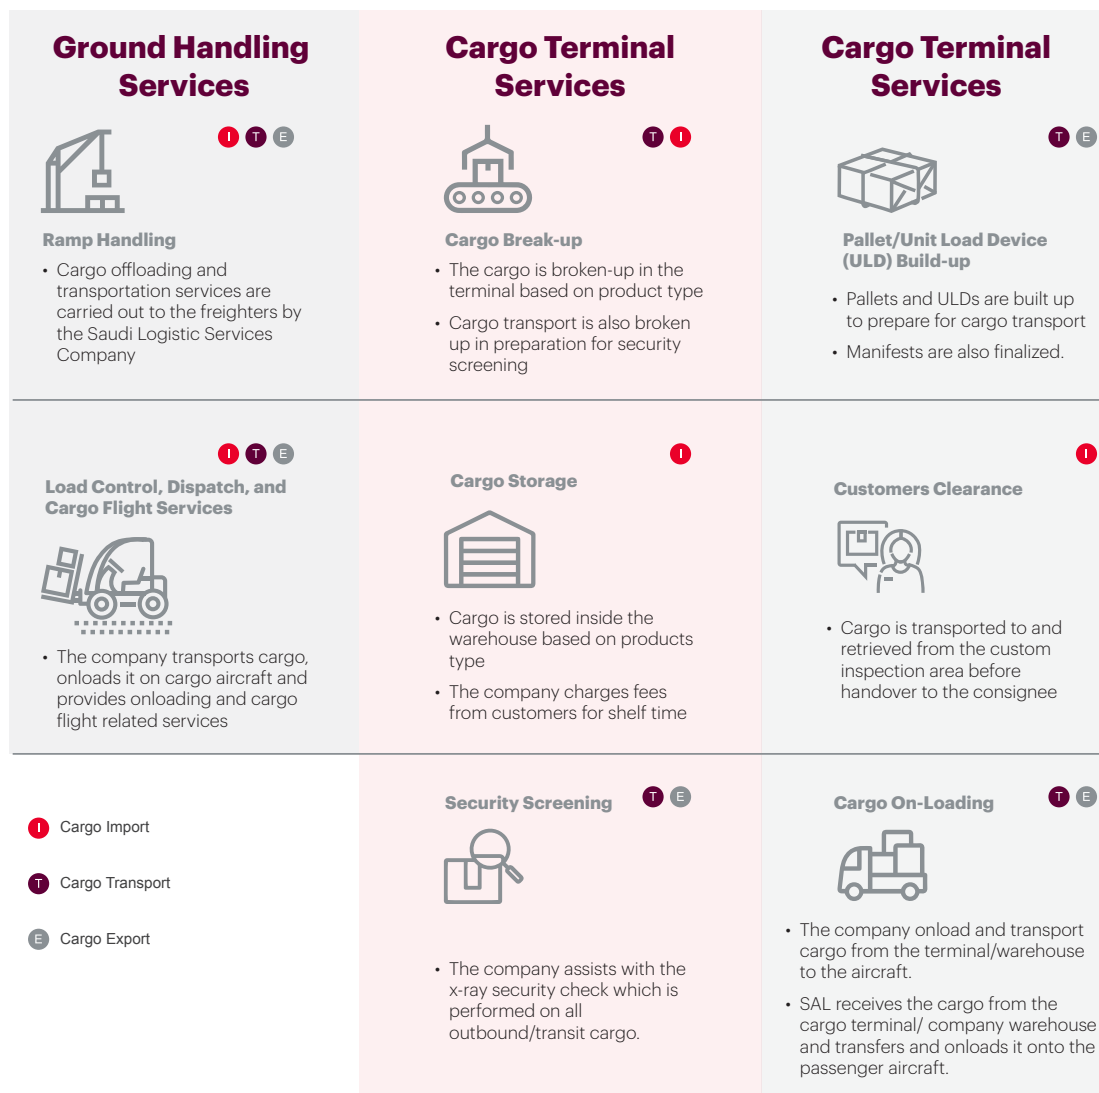 Ground Handling
Services
I T E
Ramp Handling
• Cargo offloading and
transportation services are
carried out to the freighters by
the Saudi Logistic Services
Company
Cargo Terminal
Services
T I
Cargo Break-up
• The cargo is broken-up in the
terminal based on product type
• Cargo transport is also broken
up in preparation for security
screening
Cargo Terminal
Services
T E
Pallet/Unit Load Device
(ULD) Build-up
• Pallets and ULDs are built up
to prepare for cargo transport
• Manifests are also finalized.
I T E
Load Control, Dispatch, and
Cargo Flight Services
• The company transports cargo,
onloads it on cargo aircraft and
provides onloading and cargo
flight related services
I
Cargo Storage
• Cargo is stored inside the
warehouse based on products
type
• The company charges fees
from customers for shelf time
I
Customers Clearance
• Cargo is transported to and
retrieved from the custom
inspection area before
handover to the consignee
I Cargo Import
T Cargo Transport
E Cargo Export
Security Screening T E
• The company assists with the
x-ray security check which is
performed on all
outbound/transit cargo.
Cargo On-Loading T E
• The company onload and transport
cargo from the terminal/warehouse
to the aircraft.
• SAL receives the cargo from the
cargo terminal/ company warehouse
and transfers and onloads it onto the
passenger aircraft.